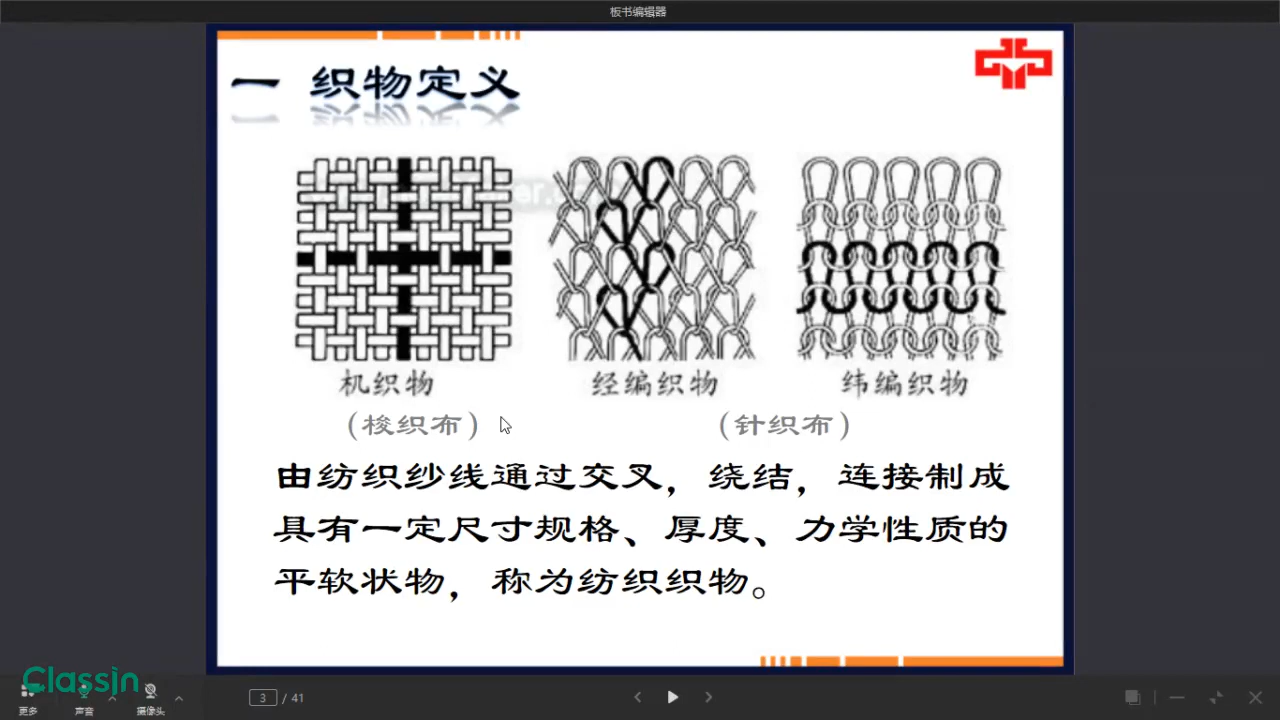 板书编辑器
一 织物定义
机织物
经编织物
纬编织物
(梭织布)
(针织布)
由纺织纱线通过交叉，绕结，连接制成
具有一定尺寸规格、厚度、力学性质的
平软状物，称为纺织织物。
ClassIn
更多
声音
摄像头
3 / 41